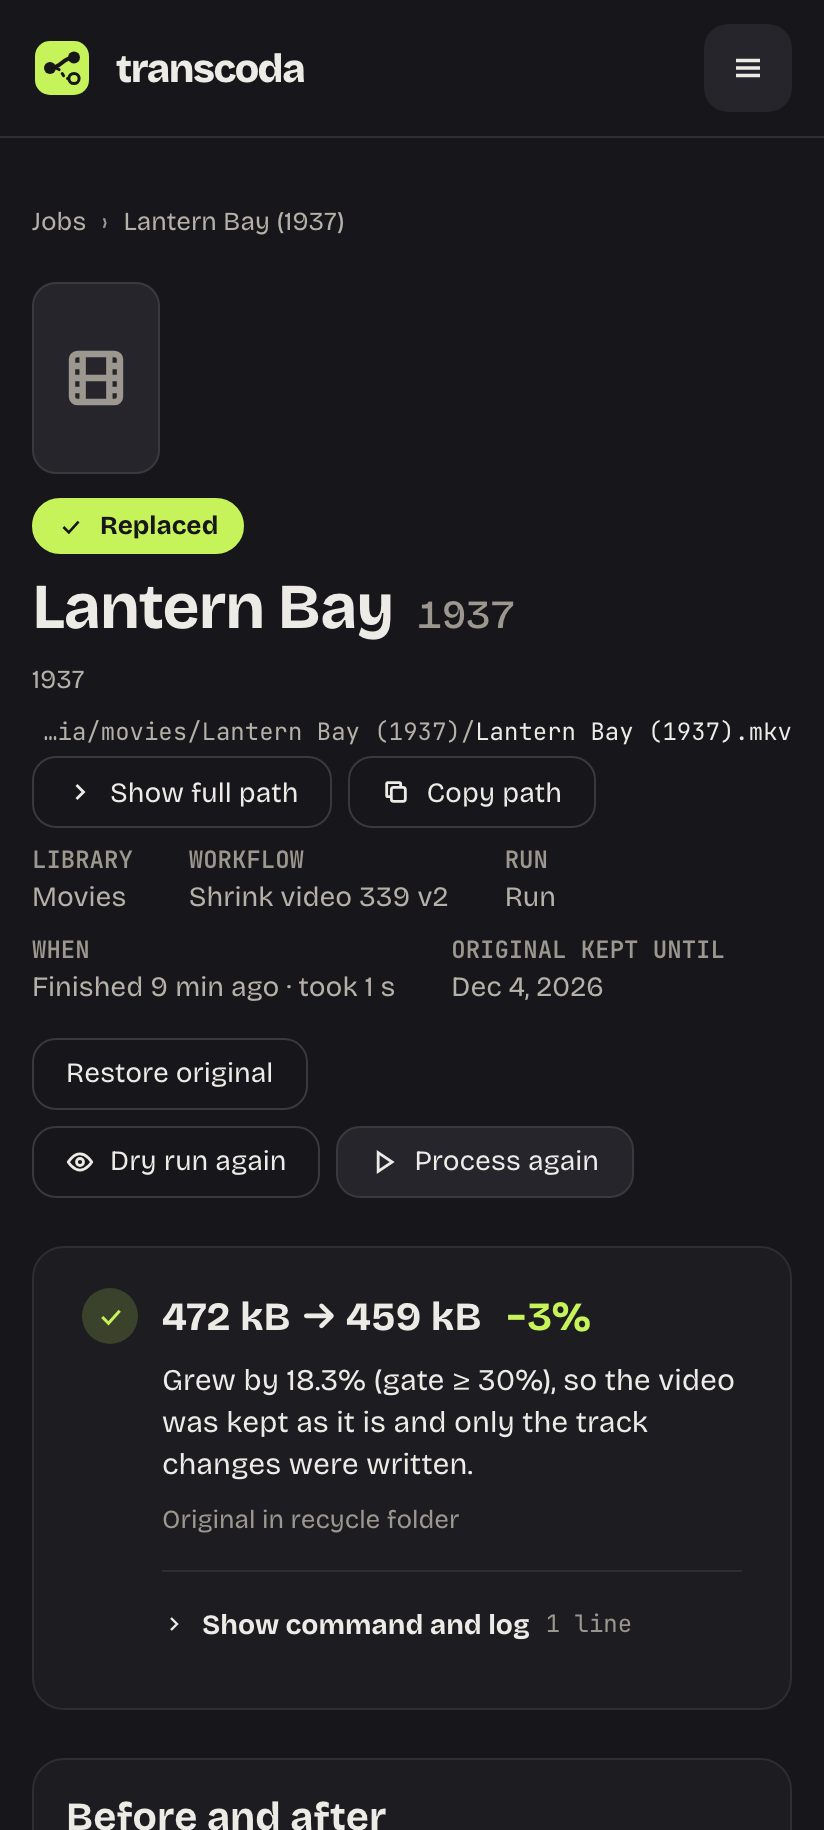 transcoda
Jobs › Lantern Bay (1937)
Replaced
Lantern Bay 1937
1937
…ia/movies/Lantern Bay (1937)/Lantern Bay (1937).mkv
Show full path Copy path
LIBRARY WORKFLOW RUN
Movies Shrink video 339 v2 Run
WHEN ORIGINAL KEPT UNTIL
Finished 9 min ago · took 1 s Dec 4, 2026
Restore original
Dry run again Process again
472 kB → 459 kB −3%
Grew by 18.3% (gate ≥ 30%), so the video
was kept as it is and only the track
changes were written.
Original in recycle folder
Show command and log 1 line
Before and after